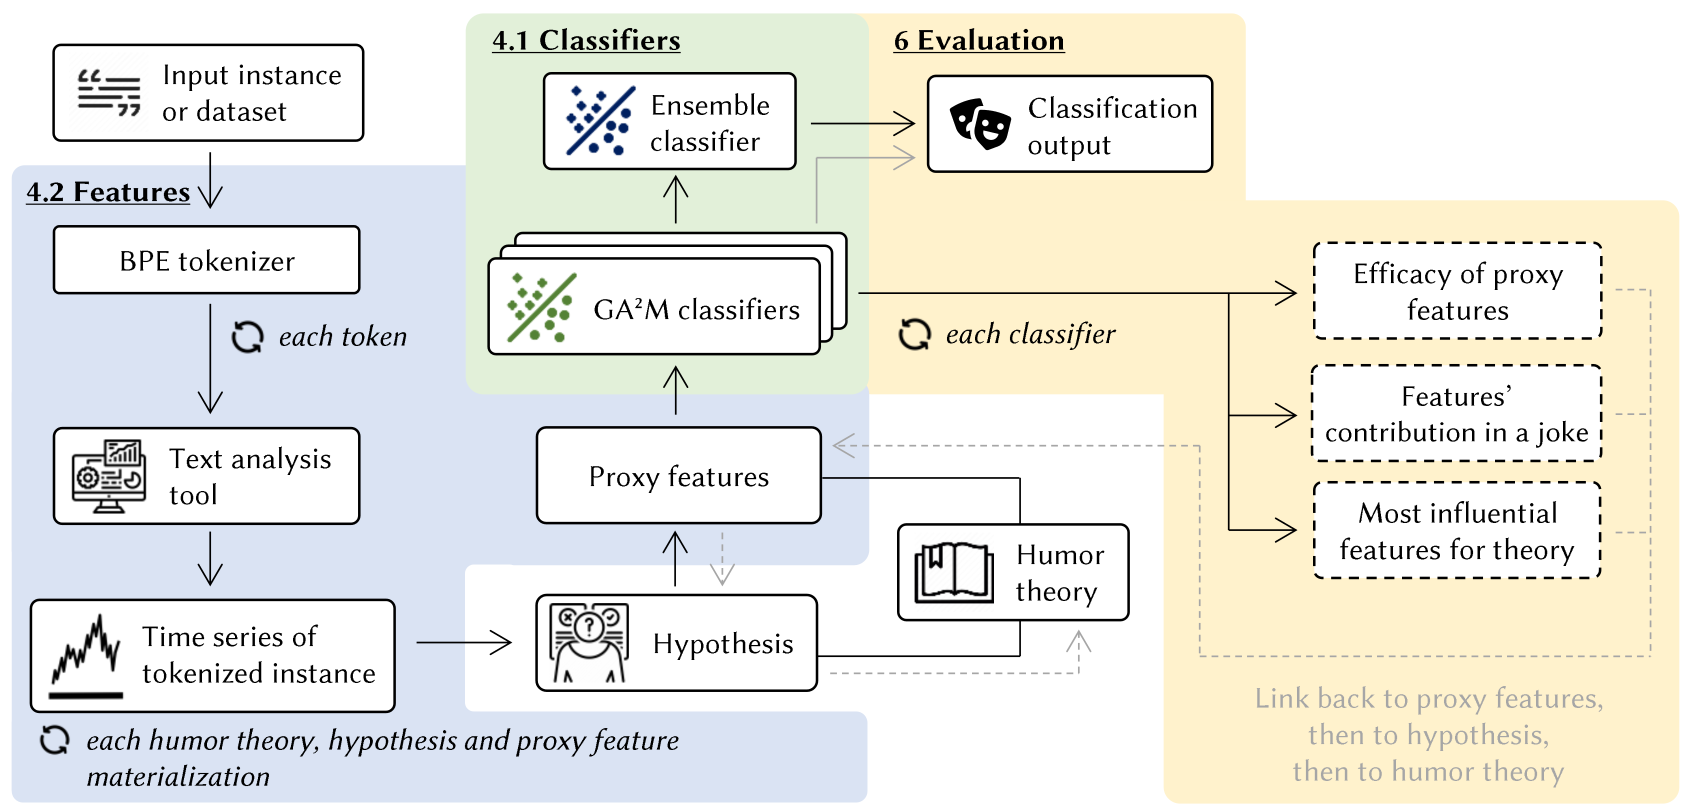 Input instance
or dataset
4.2 Features
BPE tokenizer
each token
Text analysis
tool
Time series of
tokenized instance
each humor theory, hypothesis and proxy feature
materialization
4.1 Classifiers
Ensemble
classifier
GA²M classifiers
Proxy features
Hypothesis
Humor
theory
6 Evaluation
Classification
output
each classifier
Efficacy of proxy
features
Features’
contribution in a joke
Most influential
features for theory
Link back to proxy features,
then to hypothesis,
then to humor theory